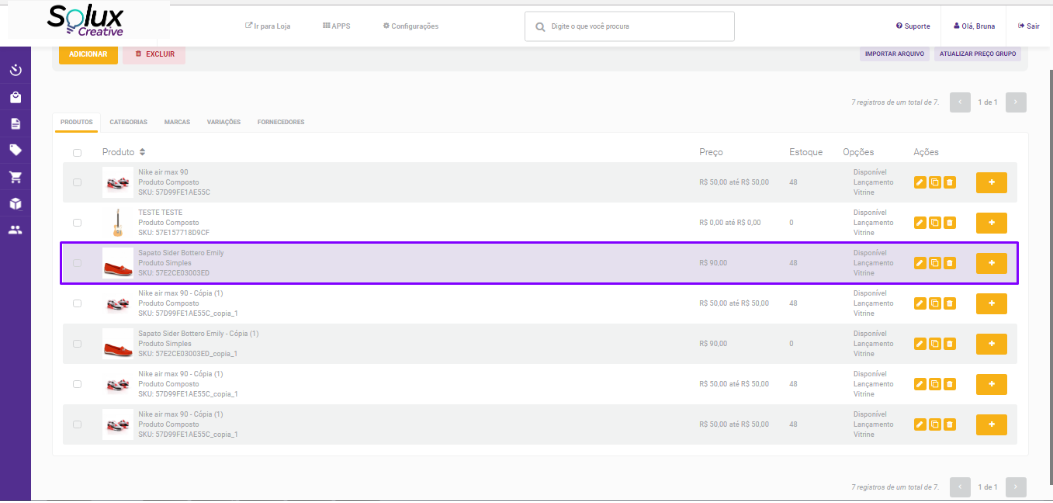 Solux
Creative
Ir para Loja
APPS
Configurações
Digite o que você procura
Suporte
Olá, Bruna
Sair
ADICIONAR
EXCLUIR
IMPORTAR ARQUIVO
ATUALIZAR PREÇO GRUPO
7 registros de um total de 7.
1 de 1
PRODUTOS
CATEGORIAS
MARCAS
VARIAÇÕES
FORNECEDORES
Produto
Preço
Estoque
Opções
Ações
Nike air max 90
Produto Composto
SKU: 57D99FE1AE55C
R$ 50,00 até R$ 50,00
48
Disponível
Lançamento
Vitrine
TESTE TESTE
Produto Composto
SKU: 57E157718D9CF
R$ 0,00 até R$ 0,00
0
Disponível
Lançamento
Vitrine
Sapato Sider Bottero Emily
Produto Simples
SKU: 57E2CE03003ED
R$ 90,00
48
Disponível
Lançamento
Vitrine
Nike air max 90 - Cópia (1)
Produto Composto
SKU: 57D99FE1AE55C_copia_1
R$ 50,00 até R$ 50,00
48
Disponível
Lançamento
Vitrine
Sapato Sider Bottero Emily - Cópia (1)
Produto Simples
SKU: 57E2CE03003ED_copia_1
R$ 90,00
0
Disponível
Lançamento
Vitrine
Nike air max 90 - Cópia (1)
Produto Composto
SKU: 57D99FE1AE55C_copia_1
R$ 50,00 até R$ 50,00
48
Disponível
Lançamento
Vitrine
Nike air max 90 - Cópia (1)
Produto Composto
SKU: 57D99FE1AE55C_copia_1
R$ 50,00 até R$ 50,00
48
Disponível
Lançamento
Vitrine
7 registros de um total de 7.
1 de 1